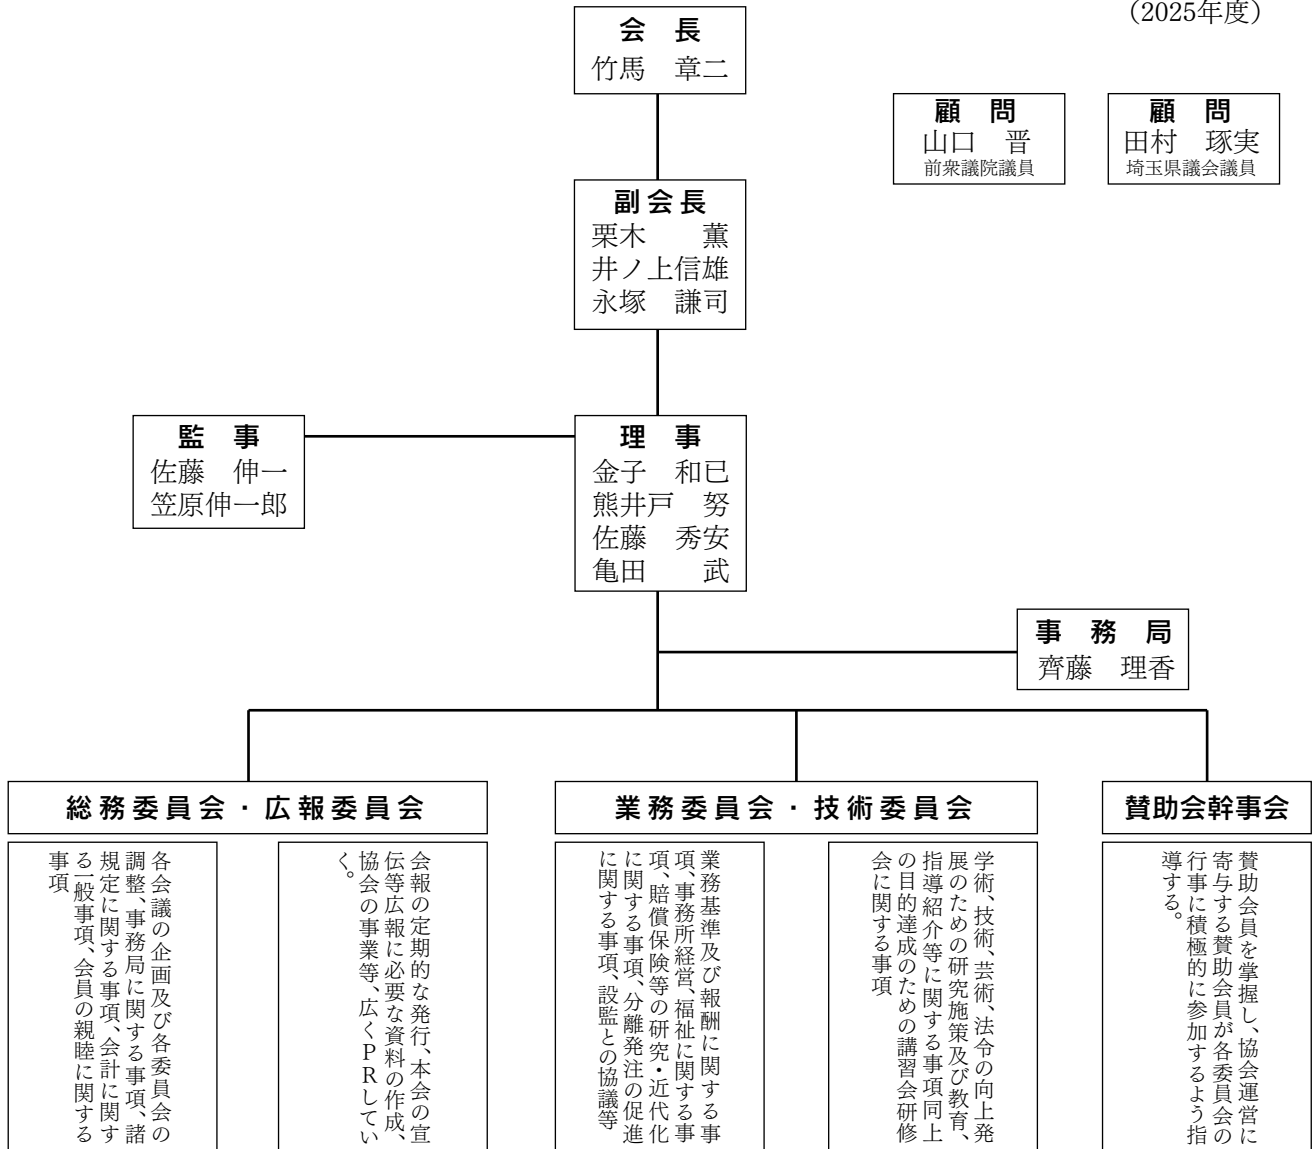 （2025年度）
会　長
竹馬　章二
顧　問
山口　晋
前衆議院議員
顧　問
田村　琢実
埼玉県議会議員
副会長
栗木　　薫
井ノ上信雄
永塚　謙司
監　事
佐藤　伸一
笠原伸一郎
理　事
金子　和已
熊井戸　努
佐藤　秀安
亀田　　武
事　務　局
齊藤　理香
総務委員会・広報委員会
各会議の企画及び各委員会の
調整、事務局に関する事項、諸
規定に関する事項、会計に関す
る一般事項、会員の親睦に関する
事項
会報の定期的な発行、本会の宣
伝等広報に必要な資料の作成、
協会の事業等、広くＰＲしてい
く。
業務委員会・技術委員会
業務基準及び報酬に関する事
項、事務所経営、福祉に関する事
項、賠償保険等の研究・近代化
に関する事項、分離発注の促進
に関する事項、設監との協議等
学術、技術、芸術、法令の向上発
展のための研究施策及び教育、
指導紹介等に関する事項同上
の目的達成のための講習会研修
会に関する事項
賛助会幹事会
賛助会員を掌握し、協会運営に
寄与する賛助会員が各委員会の
行事に積極的に参加するよう指
導する。